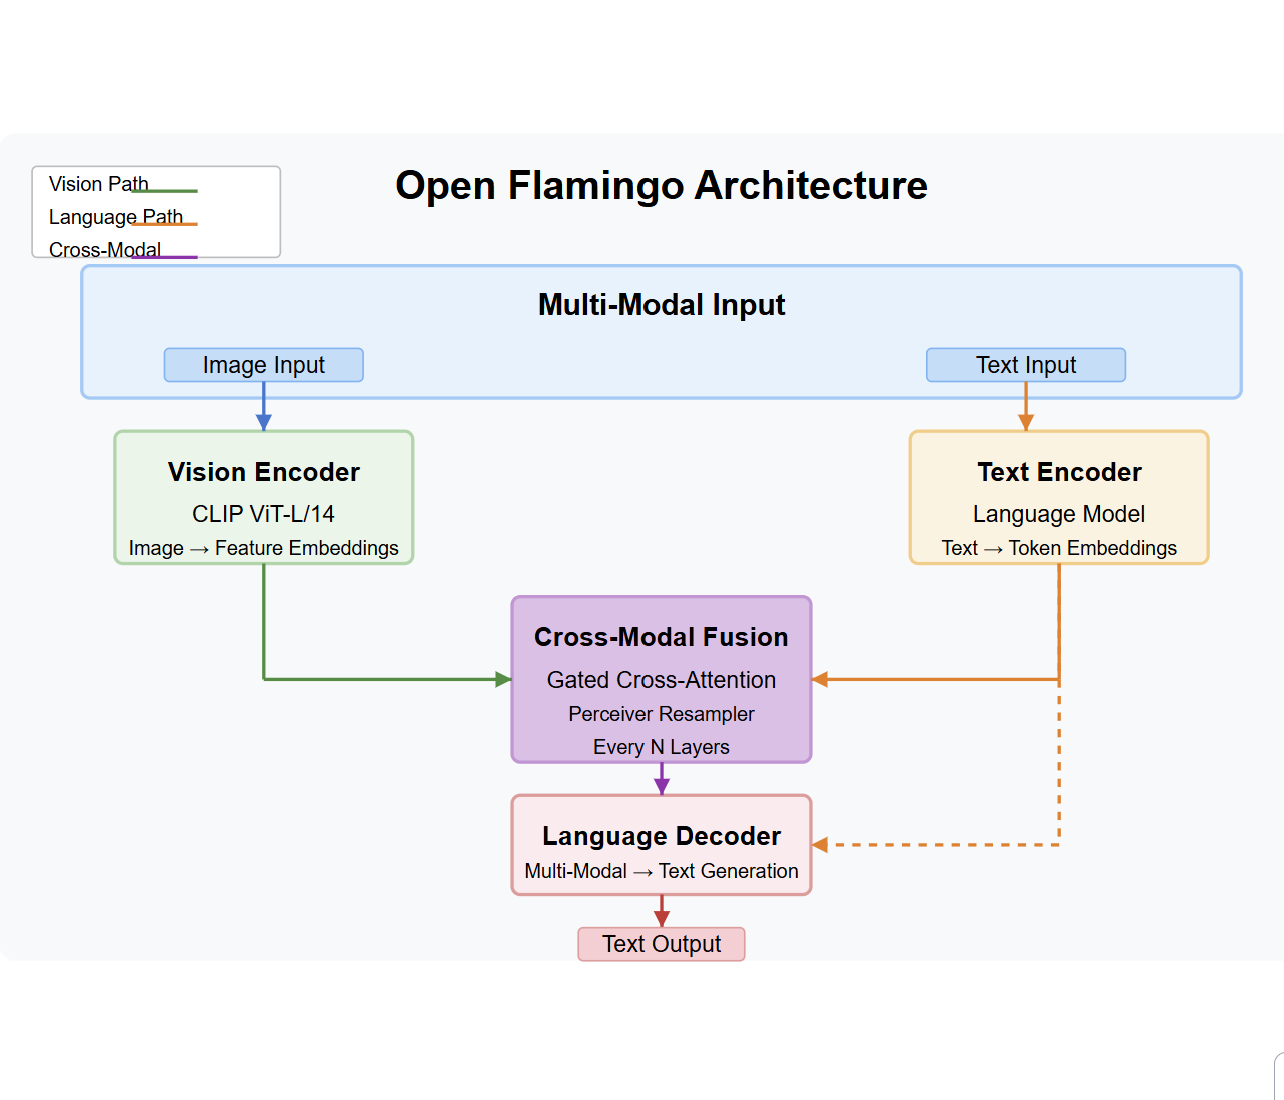 Open Flamingo Architecture
Vision Path
Language Path
Cross-Modal
Multi-Modal Input
Image Input
Text Input
Vision Encoder
CLIP ViT-L/14
Image → Feature Embeddings
Text Encoder
Language Model
Text → Token Embeddings
Cross-Modal Fusion
Gated Cross-Attention
Perceiver Resampler
Every N Layers
Language Decoder
Multi-Modal → Text Generation
Text Output